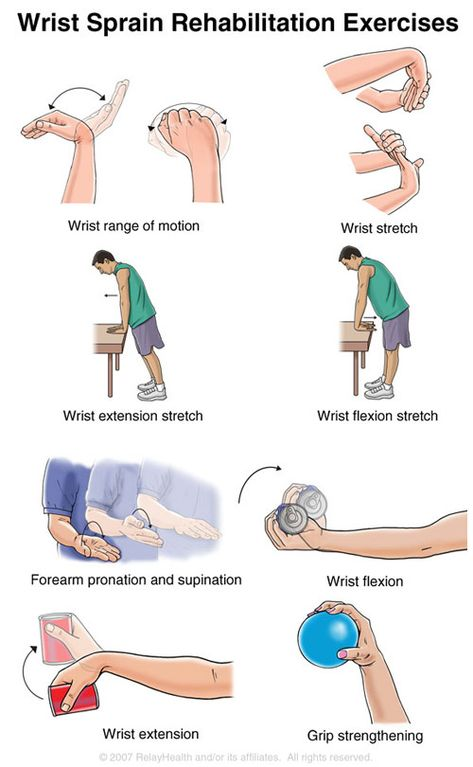 Wrist Sprain Rehabilitation Exercises
Wrist range of motion
Wrist stretch
Wrist extension stretch
Wrist flexion stretch
Forearm pronation and supination
Wrist flexion
Wrist extension
Grip strengthening
© 2007 RelayHealth and/or its affiliates. All rights reserved.